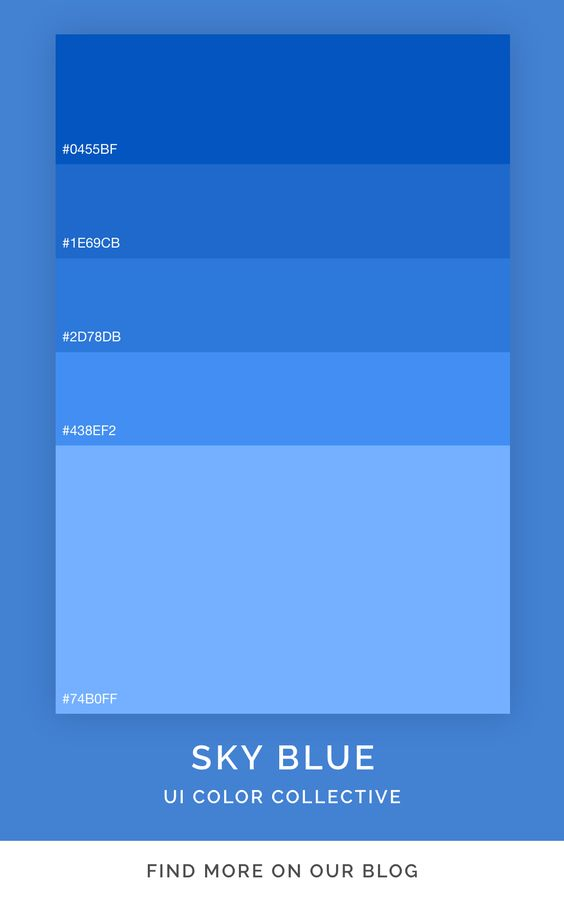 #0455BF
#1E69CB
#2D78DB
#438EF2
#74B0FF
SKY BLUE
UI COLOR COLLECTIVE
FIND MORE ON OUR BLOG